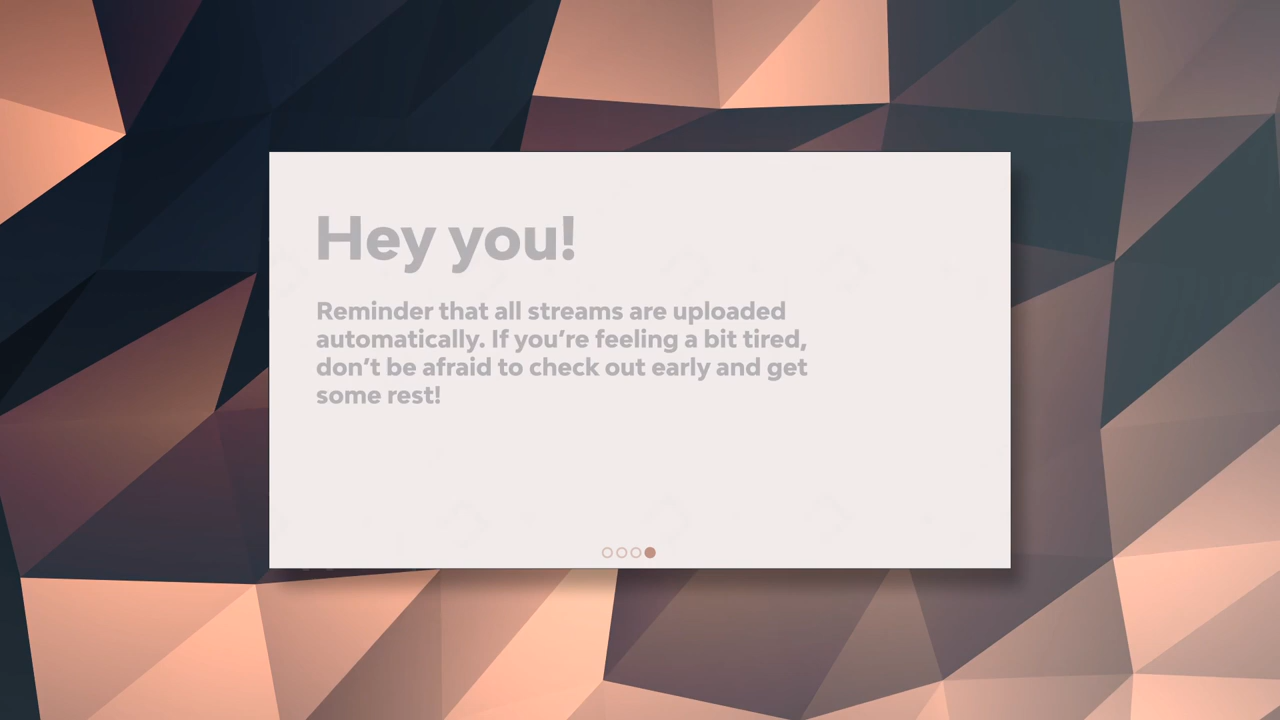 Hey you!
Reminder that all streams are uploaded
automatically. If you’re feeling a bit tired,
don’t be afraid to check out early and get
some rest!